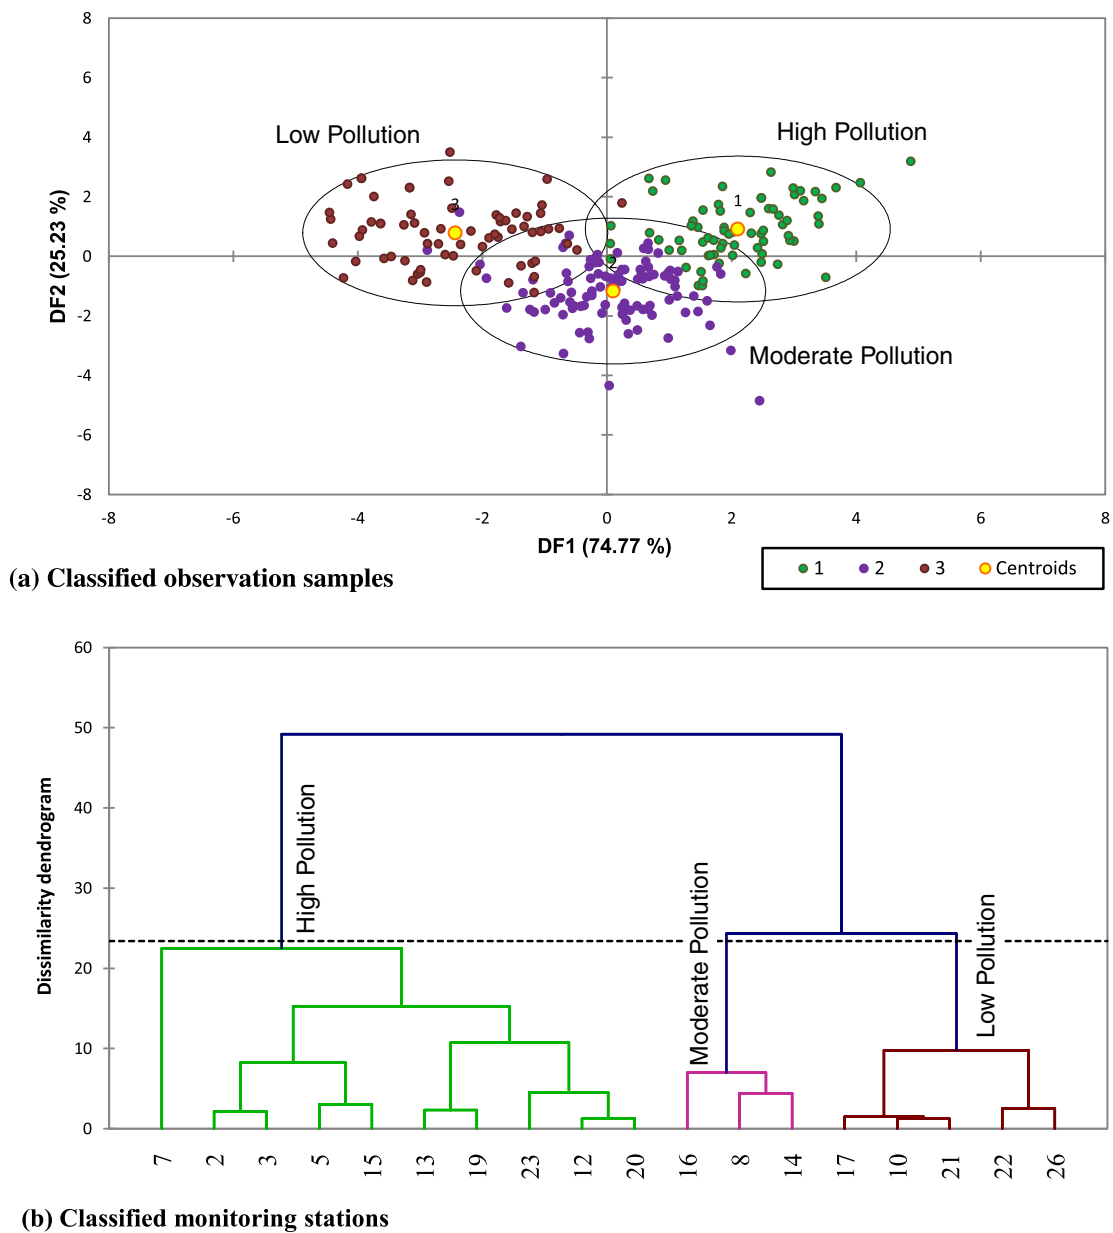 8
6
4
2
0
-2
-4
-6
-8
DF2 (25.23 %)
Low Pollution
High Pollution
Moderate Pollution
3
1
2
-8 -6 -4 -2 0 2 4 6 8
DF1 (74.77 %)
(a) Classified observation samples
1 2 3 Centroids
60
50
40
30
20
10
0
Dissimilarity dendrogram
High Pollution
Moderate Pollution
Low Pollution
7 2 3 5 15 13 19 23 12 20 16 8 14 17 10 21 22 26
(b) Classified monitoring stations